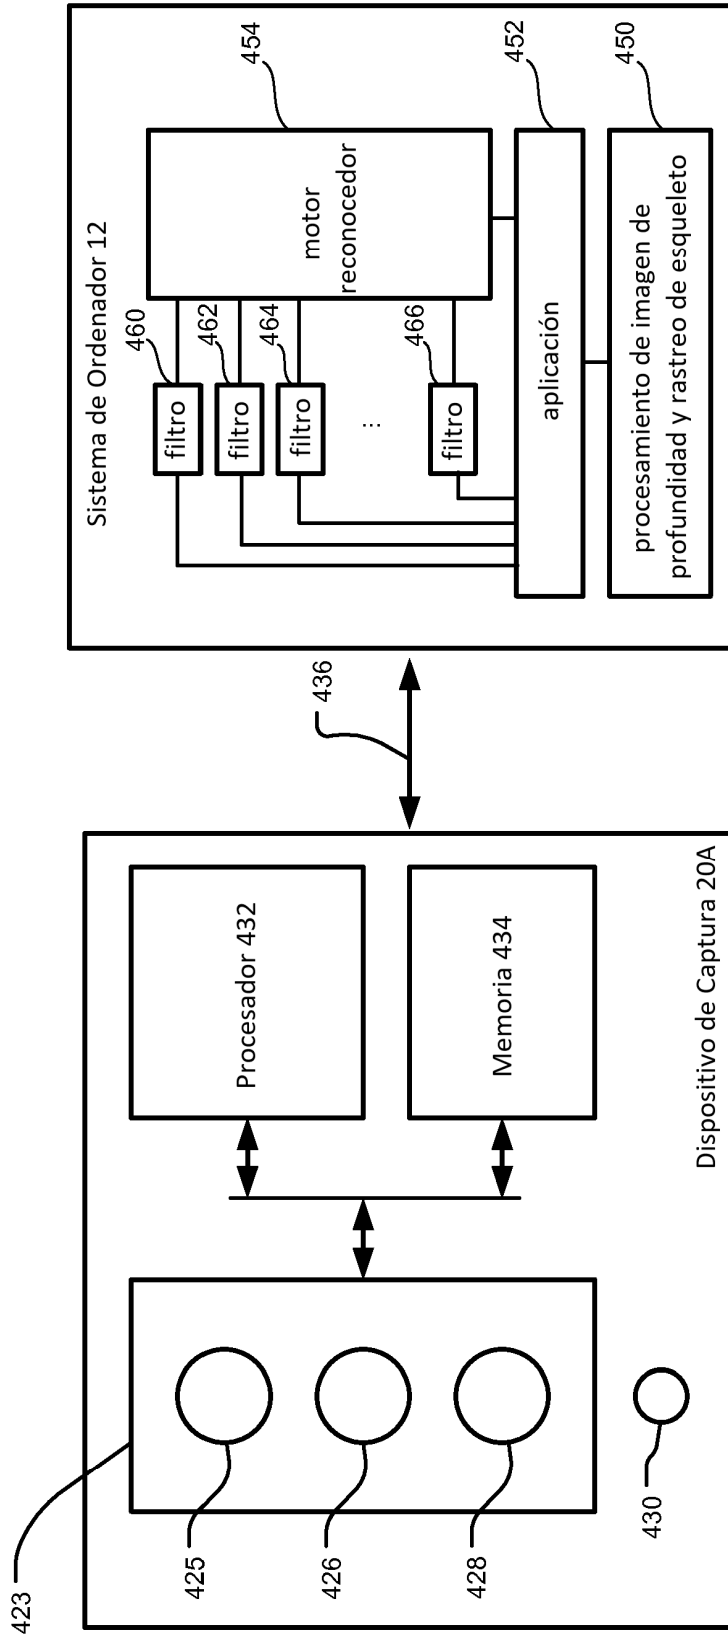 Sistema de Ordenador 12
460
462
464
466
454
filtro
filtro
filtro
...
filtro
motor
reconocedor
452
aplicación
450
procesamiento de imagen de
profundidad y rastreo de esqueleto
436
423
425
426
428
430
Procesador 432
Memoria 434
Dispositivo de Captura 20A